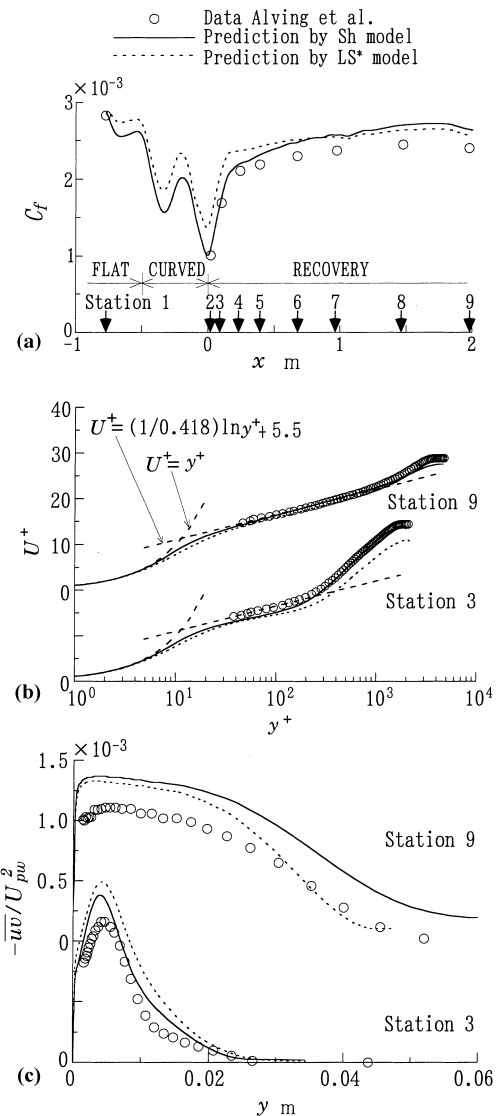 Data Alving et al.
Prediction by Sh model
Prediction by LS* model
×10⁻³
3
2
1
0
C_f
FLAT CURVED RECOVERY
Station 1 2 3 4 5 6 7 8 9
(a)
-1 0 1 2
x m
40
30
20
10
0
0
U⁺
U⁺=(1/0.418)lny⁺+5.5
U⁺=y⁺
Station 9
Station 3
(b)
10⁰ 10¹ 10² 10³ 10⁴
y⁺
×10⁻³
1.5
1.0
0.5
0
0
-u̅v̅/U²_pw
Station 9
Station 3
(c)
0 0.02 0.04 0.06
y m